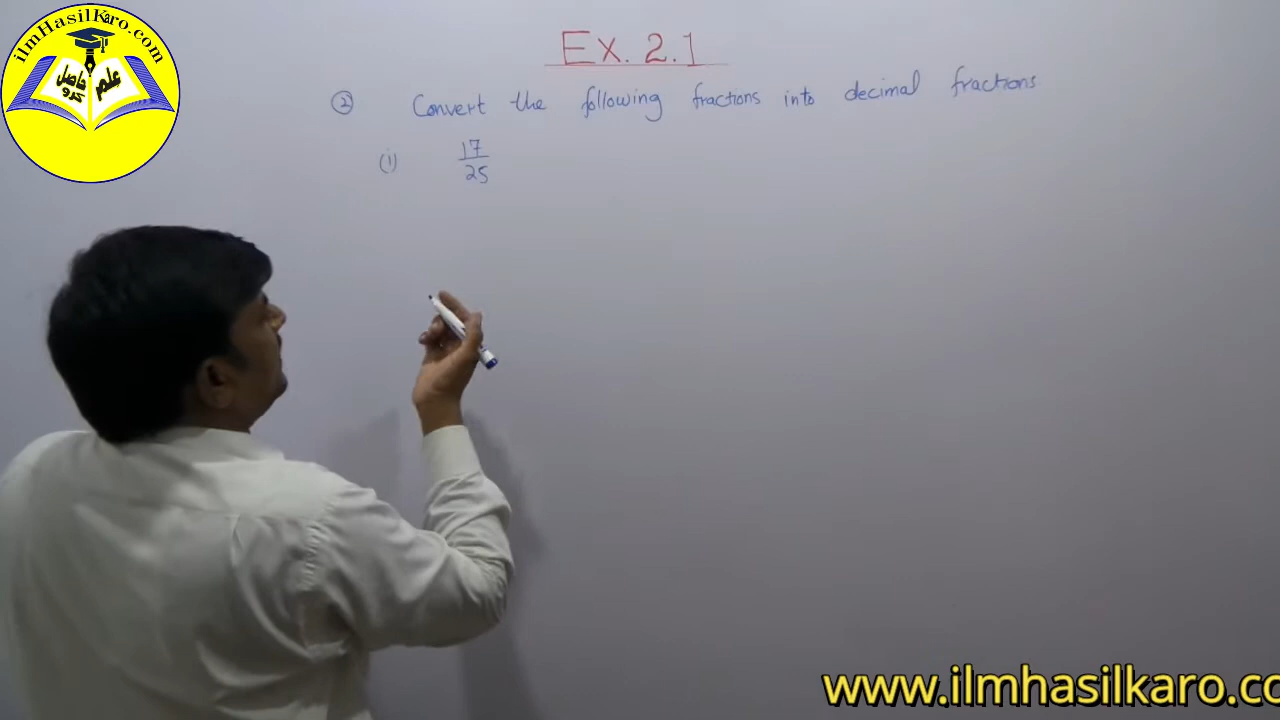 ilmHasilKaro.com
علم حاصل کرو
Ex. 2.1
② Convert the following fractions into decimal fractions
(i) 17/25
www.ilmhasilkaro.co